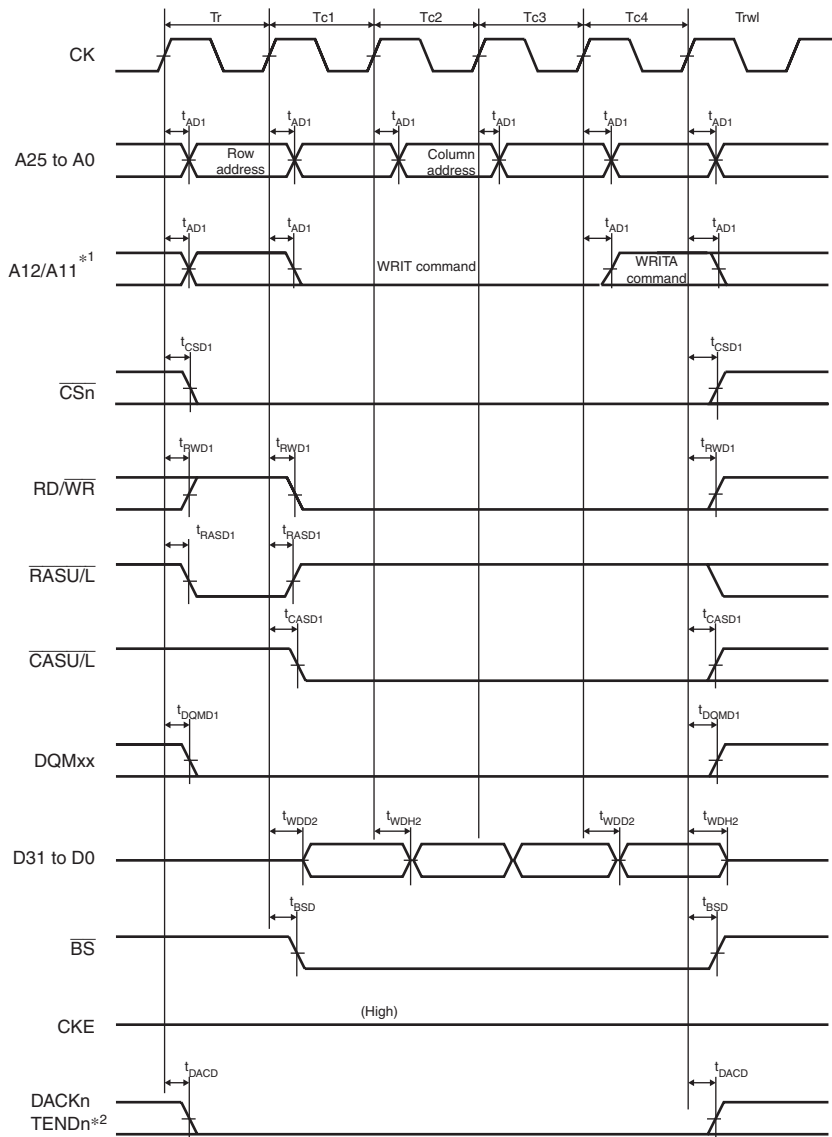 Tr Tc1 Tc2 Tc3 Tc4 Trwl
CK
tAD1 tAD1 tAD1 tAD1 tAD1 tAD1
A25 to A0
Row address
Column address
tAD1 tAD1 tAD1 tAD1
A12/A11*1
WRIT command
WRITA command
tCSD1 tCSD1
CSn
tRWD1 tRWD1 tRWD1
RD/WR
tRASD1 tRASD1
RASU/L
tCASD1 tCASD1
CASU/L
tDQMD1 tDQMD1
DQMxx
tWDD2 tWDH2 tWDD2 tWDH2
D31 to D0
tBSD tBSD
BS
(High)
CKE
tDACD tDACD
DACKn
TENDn*2